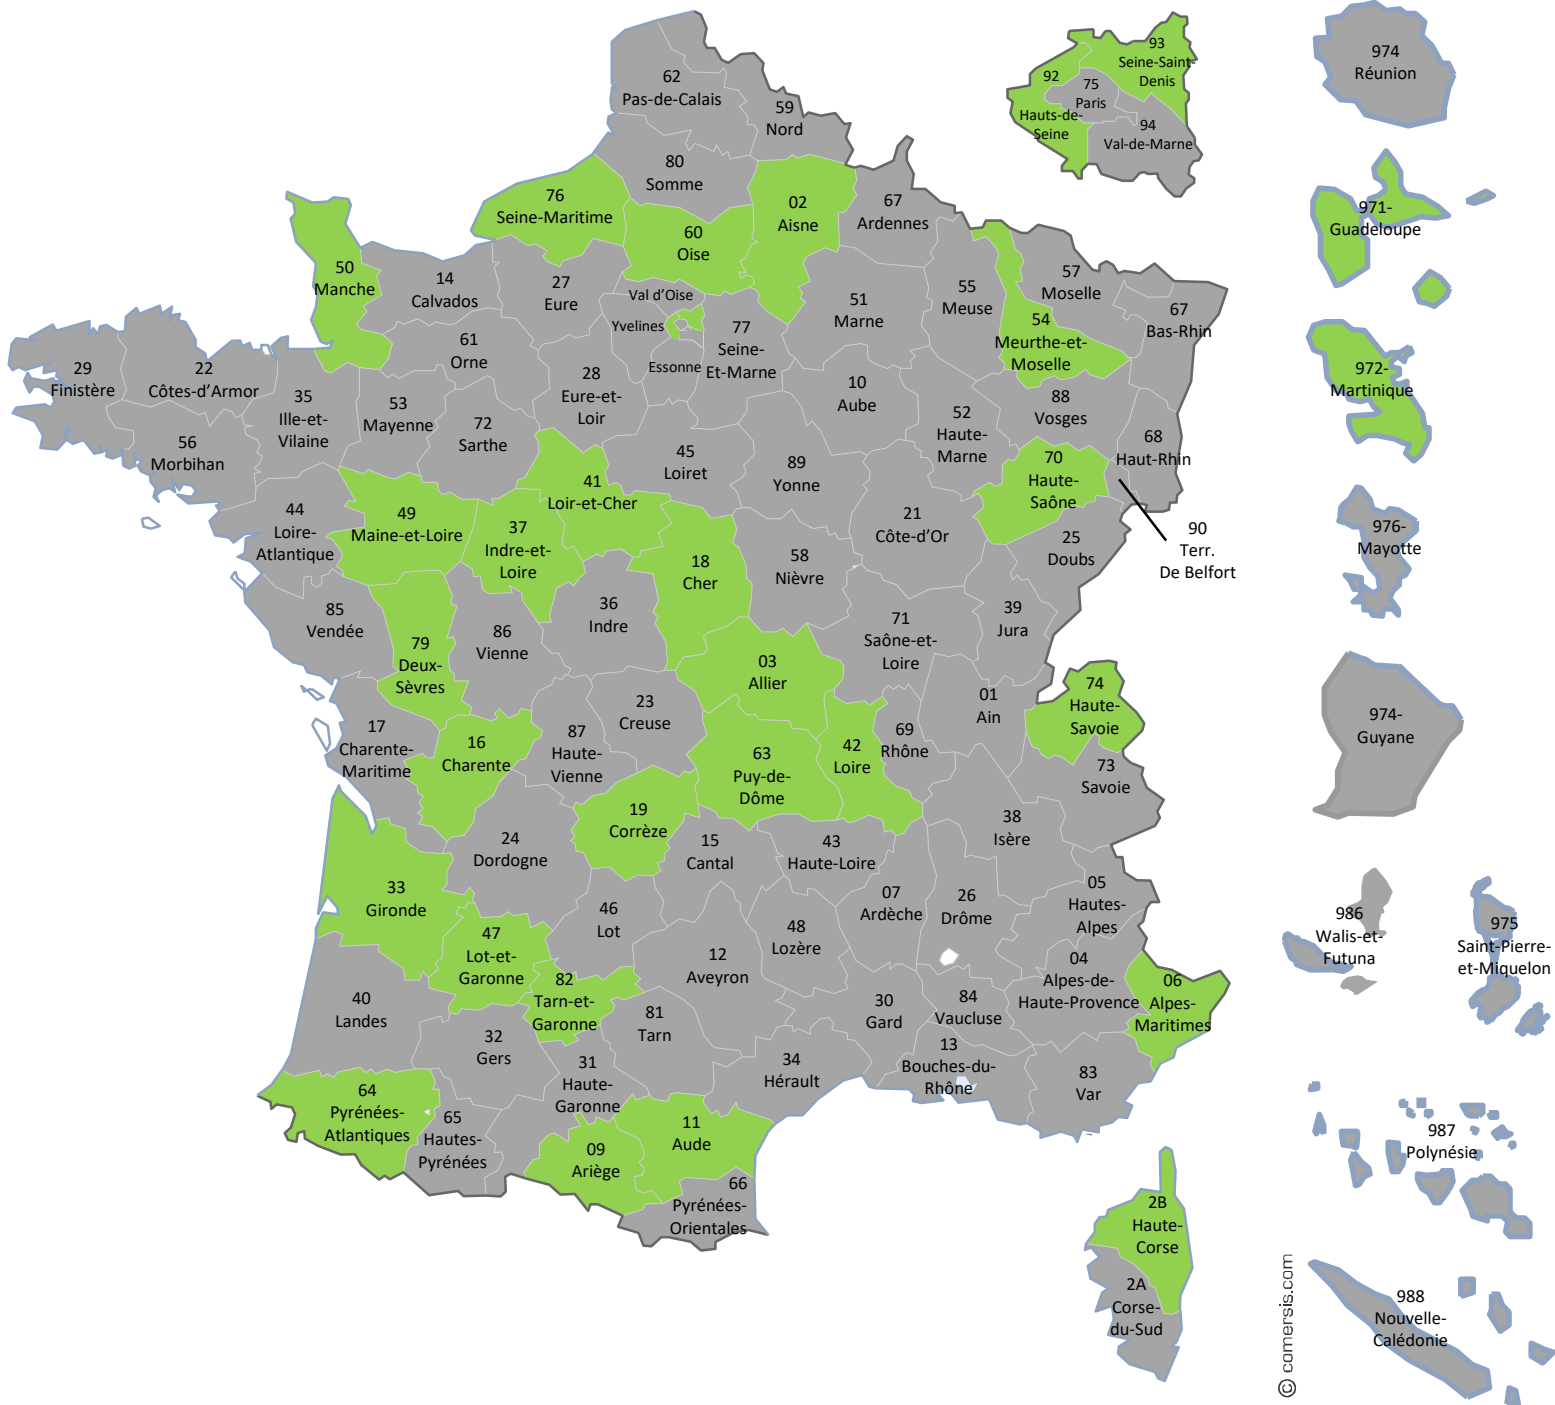 62
Pas-de-Calais
59
Nord
80
Somme
76
Seine-Maritime
60
Oise
02
Aisne
67
Ardennes
50
Manche
14
Calvados
27
Eure
Val d’Oise
Yvelines
Essonne
77
Seine-
Et-Marne
51
Marne
55
Meuse
57
Moselle
54
Meurthe-et-
Moselle
67
Bas-Rhin
29
Finistère
22
Côtes-d’Armor
61
Orne
35
Ille-et-
Vilaine
53
Mayenne
72
Sarthe
28
Eure-et-
Loir
10
Aube
52
Haute-
Marne
88
Vosges
68
Haut-Rhin
56
Morbihan
45
Loiret
89
Yonne
70
Haute-
Saône
41
Loir-et-Cher
44
Loire-
Atlantique
49
Maine-et-Loire
37
Indre-et-
Loire
18
Cher
58
Nièvre
21
Côte-d’Or
25
Doubs
90
Terr.
De Belfort
85
Vendée
79
Deux-
Sèvres
86
Vienne
36
Indre
71
Saône-et-
Loire
39
Jura
03
Allier
01
Ain
74
Haute-
Savoie
17
Charente-
Maritime
16
Charente
87
Haute-
Vienne
23
Creuse
63
Puy-de-
Dôme
42
Loire
69
Rhône
73
Savoie
19
Corrèze
38
Isère
24
Dordogne
15
Cantal
43
Haute-Loire
33
Gironde
07
Ardèche
26
Drôme
05
Hautes-
Alpes
46
Lot
47
Lot-et-
Garonne
48
Lozère
12
Aveyron
82
Tarn-et-
Garonne
04
Alpes-de-
Haute-Provence
06
Alpes-
Maritimes
40
Landes
30
Gard
84
Vaucluse
81
Tarn
32
Gers
31
Haute-
Garonne
34
Hérault
13
Bouches-du-
Rhône
83
Var
64
Pyrénées-
Atlantiques
65
Hautes-
Pyrénées
09
Ariège
11
Aude
66
Pyrénées-
Orientales
2B
Haute-
Corse
2A
Corse-
du-Sud
93
Seine-Saint-
Denis
92
Hauts-de-
Seine
75
Paris
94
Val-de-Marne
974
Réunion
971-
Guadeloupe
972-
Martinique
976-
Mayotte
974-
Guyane
986
Walis-et-
Futuna
975
Saint-Pierre-
et-Miquelon
987
Polynésie
988
Nouvelle-
Calédonie
© comersis.com